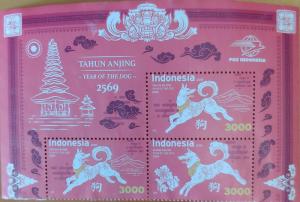 TAHUN ANJING
YEAR OF THE DOG
2569
POS INDONESIA
Indonesia
狗
3000
Indonesia
狗
3000
Indonesia
狗
3000